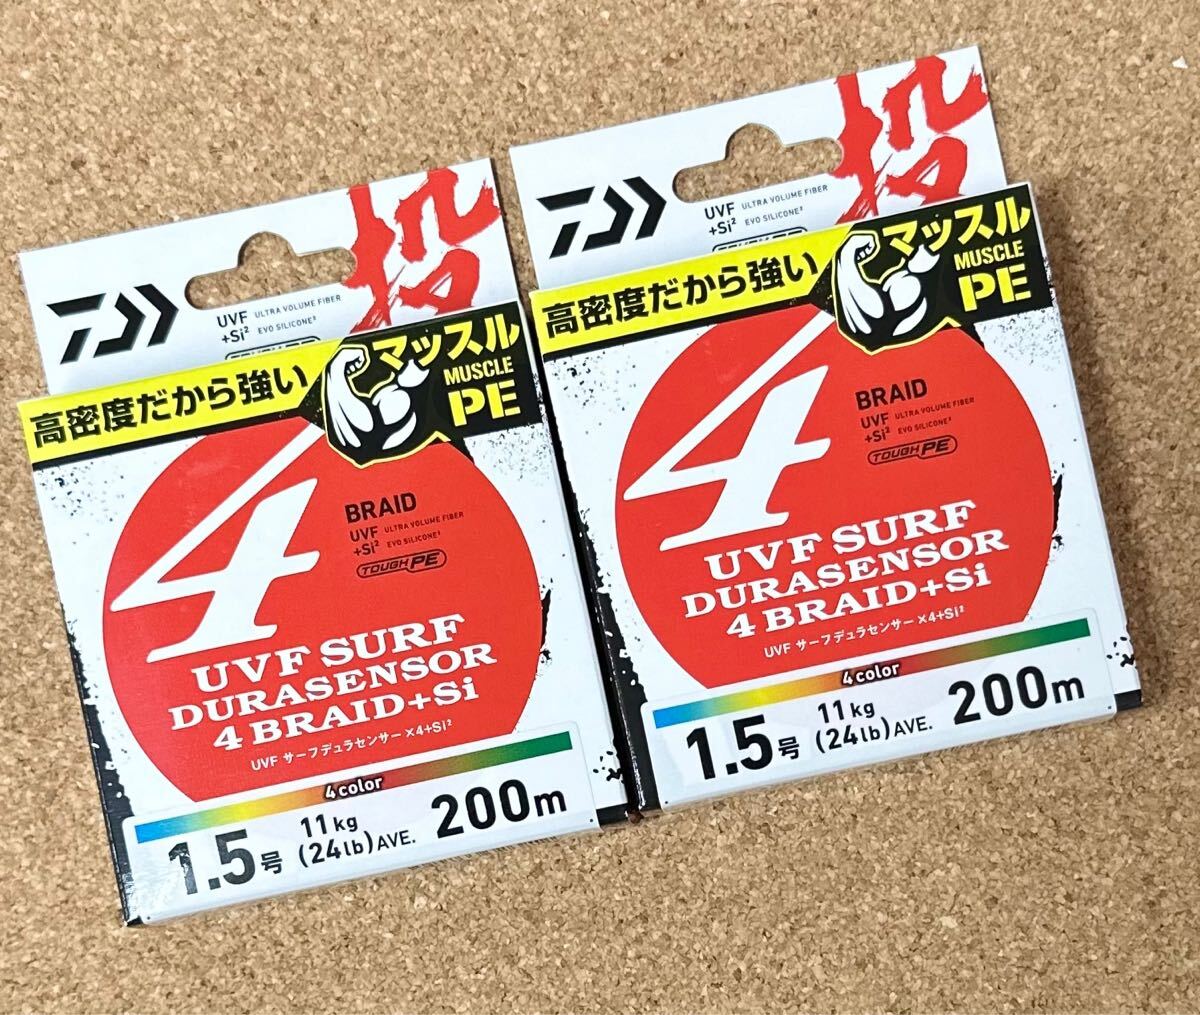 投
UVF ULTRA VOLUME FIBER
+Si² EVO SILICONE²
高密度だから強い
マッスル
MUSCLE
PE
4
BRAID
UVF ULTRA VOLUME FIBER
+Si² EVO SILICONE²
TOUGH PE
UVF SURF
DURASENSOR
4 BRAID+Si
UVF サーフデュラセンサー×4+Si²
4color
1.5号
11kg
(24lb)AVE.
200m
投
UVF ULTRA VOLUME FIBER
+Si² EVO SILICONE²
高密度だから強い
マッスル
MUSCLE
PE
4
BRAID
UVF ULTRA VOLUME FIBER
+Si² EVO SILICONE²
TOUGH PE
UVF SURF
DURASENSOR
4 BRAID+Si
UVF サーフデュラセンサー×4+Si²
4color
1.5号
11kg
(24lb)AVE.
200m